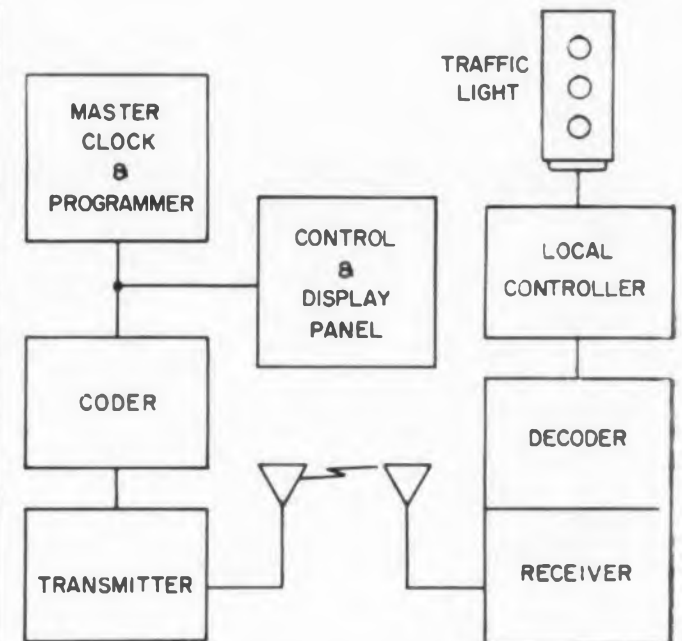 MASTER
CLOCK
&
PROGRAMMER
CONTROL
&
DISPLAY
PANEL
CODER
TRANSMITTER
TRAFFIC
LIGHT
LOCAL
CONTROLLER
DECODER
RECEIVER